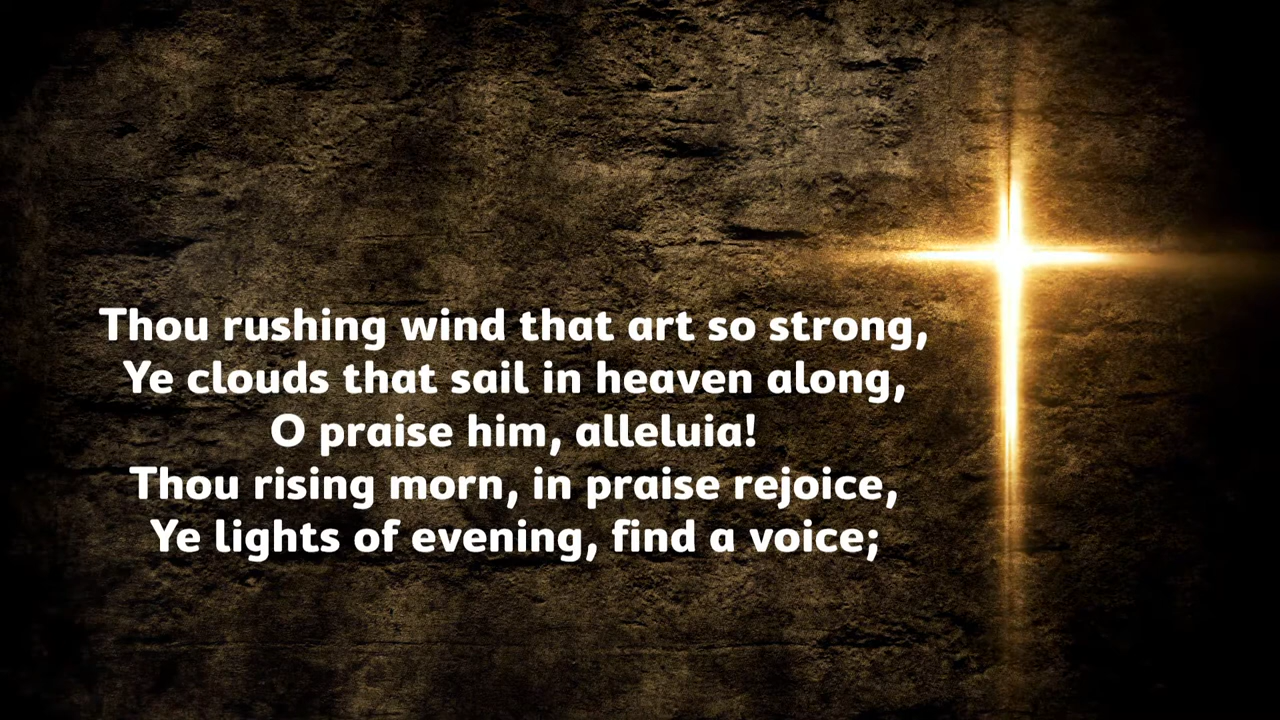 Thou rushing wind that art so strong,
Ye clouds that sail in heaven along,
O praise him, alleluia!
Thou rising morn, in praise rejoice,
Ye lights of evening, find a voice;